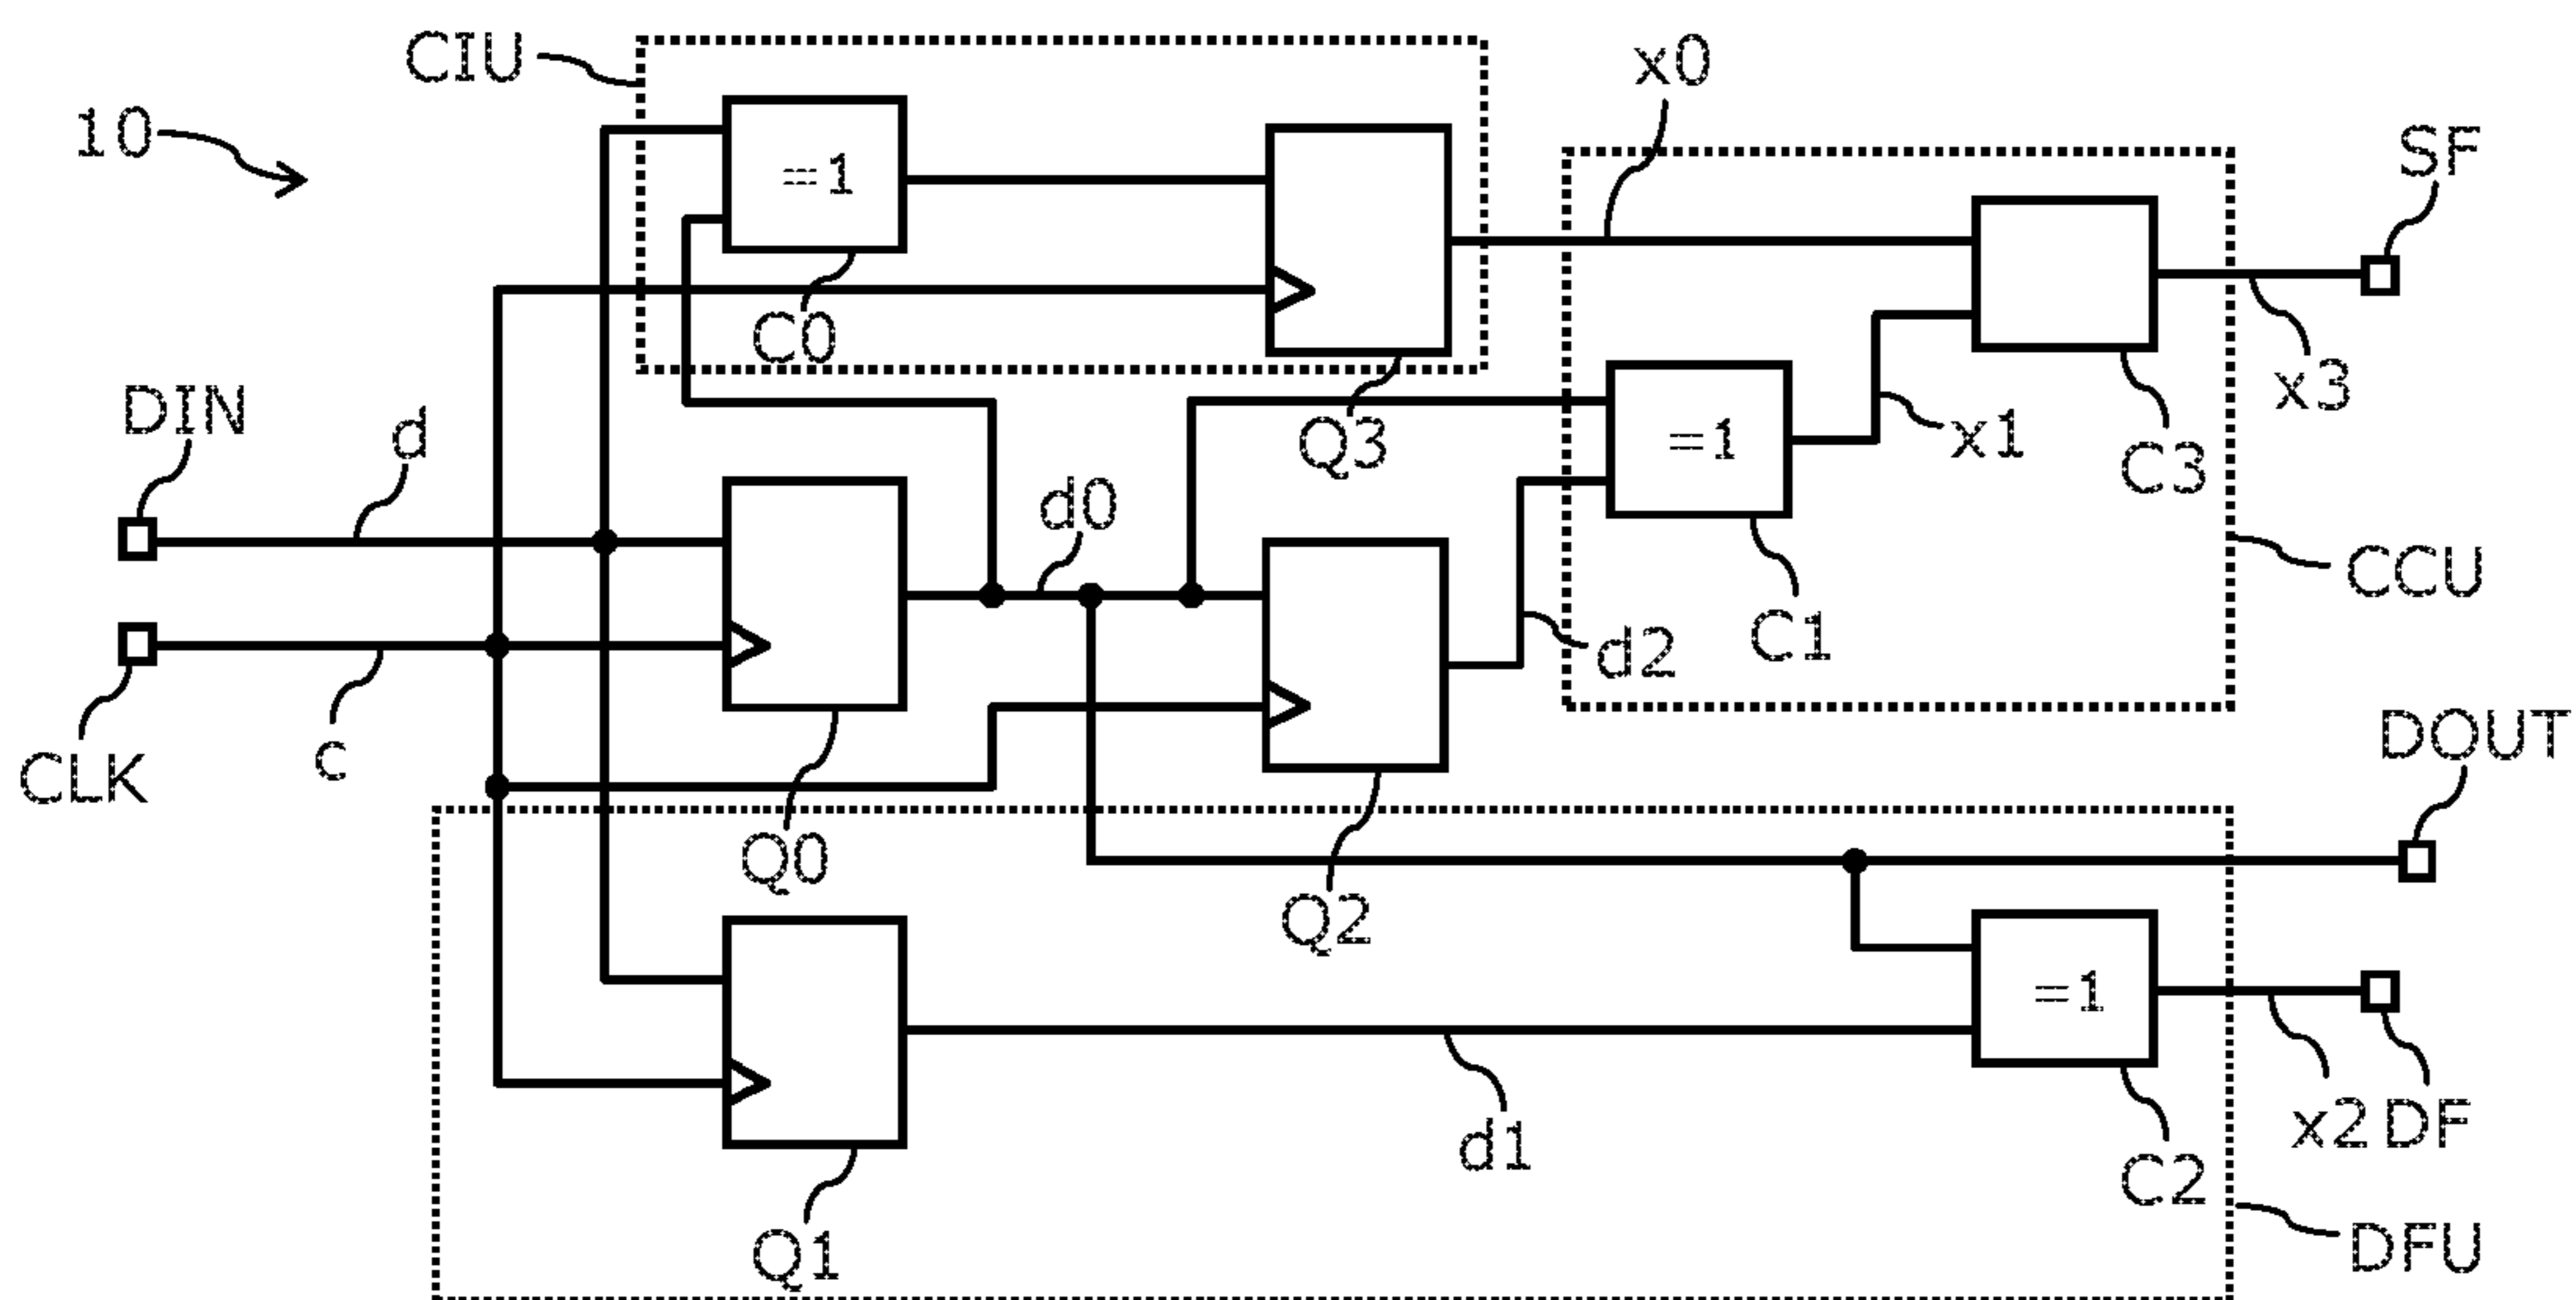 CIU
x0
10
=1
SF
C0
DIN
d
Q3
=1
x1
x3
C3
d0
CCU
d2
C1
CLK
c
DOUT
Q0
Q2
=1
d1
x2
DF
C2
Q1
DFU